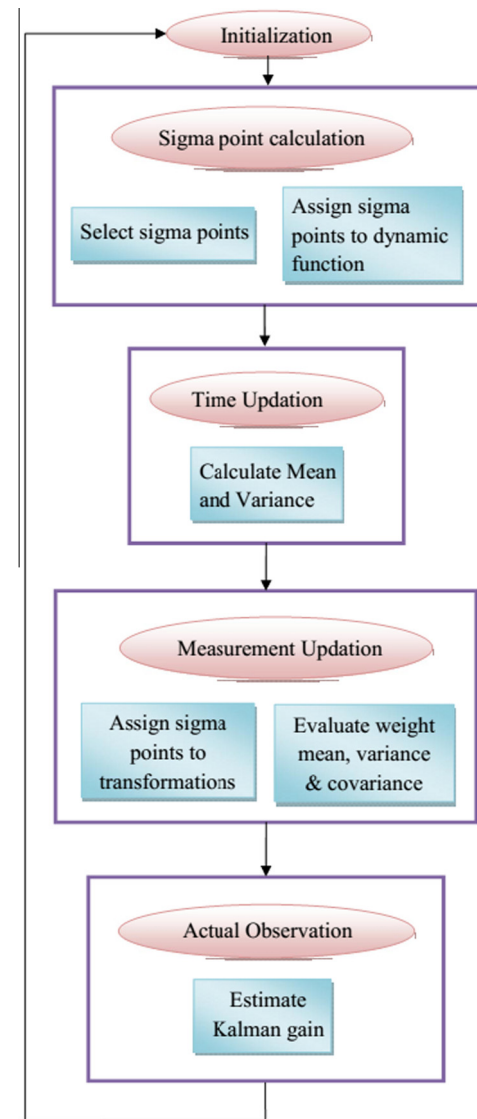 Initialization
Sigma point calculation
Select sigma points
Assign sigma
points to dynamic
function
Time Updation
Calculate Mean
and Variance
Measurement Updation
Assign sigma
points to
transformations
Evaluate weight
mean, variance
& covariance
Actual Observation
Estimate
Kalman gain